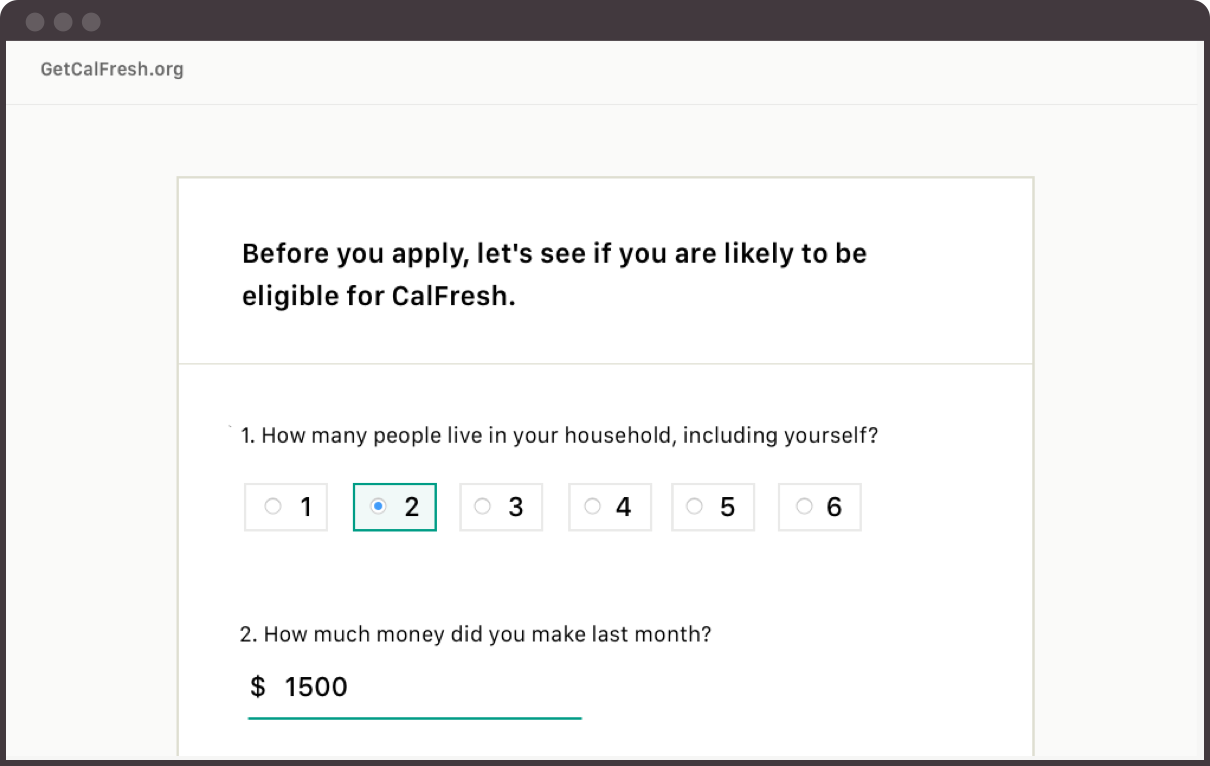 GetCalFresh.org
Before you apply, let's see if you are likely to be
eligible for CalFresh.
1. How many people live in your household, including yourself?
1 2 3 4 5 6
2. How much money did you make last month?
$ 1500